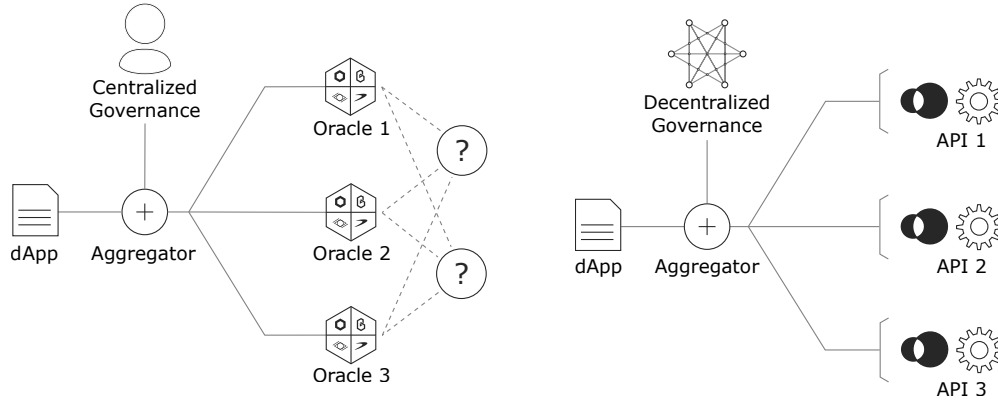 Centralized
Governance
dApp
Aggregator
+
Oracle 1
Oracle 2
Oracle 3
?
?
Decentralized
Governance
dApp
Aggregator
+
API 1
API 2
API 3